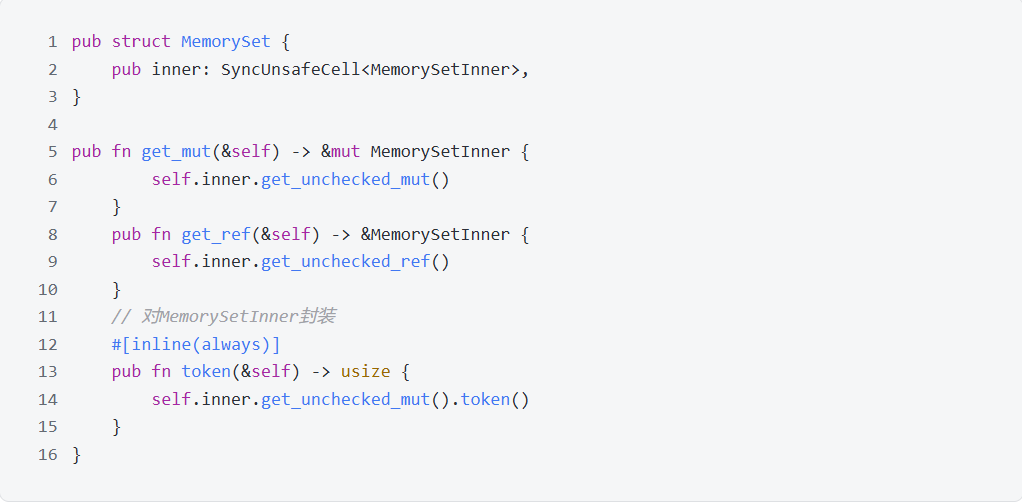 1 pub struct MemorySet {
2     pub inner: SyncUnsafeCell<MemorySetInner>,
3 }
4
5 pub fn get_mut(&self) -> &mut MemorySetInner {
6         self.inner.get_unchecked_mut()
7     }
8     pub fn get_ref(&self) -> &MemorySetInner {
9         self.inner.get_unchecked_ref()
10     }
11     // 对MemorySetInner封装
12     #[inline(always)]
13     pub fn token(&self) -> usize {
14         self.inner.get_unchecked_mut().token()
15     }
16 }